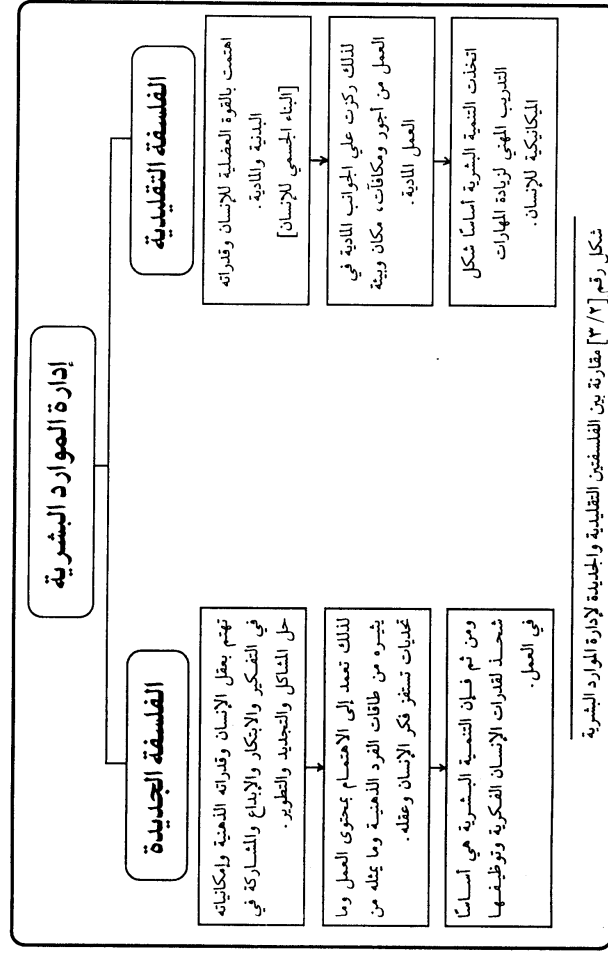 إدارة الموارد البشرية
الفلسفة التقليدية
اهتمت بالقوة العضلية للإنسان وقدراته
البدنية والمادية.
[البناء الجسمي للإنسان]
لذلك ركزت على الجوانب المادية في
العمل من أجور ومكافآت، مكان وبيئة
العمل المادية.
اتخذت التنمية البشرية أساسًا شكل
التدريب المهني لزيادة المهارات
الميكانيكية للإنسان.
الفلسفة الجديدة
تهتم بعقل الإنسان وقدراته الذهنية وإمكانياته
في التفكير والابتكار والإبداع والمشاركة في
حل المشاكل والتجديد والتطوير.
لذلك تعمد إلى الاهتمام بمحتوى العمل وما
يثيره من طاقات الفرد الذهنية وما يمثله من
تحديات تستفز فكر الإنسان وعقله.
ومن ثم فإن التنمية البشرية هي أساسًا
شحذ لقدرات الإنسان الفكرية وتوظيفها
في العمل.
شكل رقم [٣/٢] مقارنة بين الفلسفتين التقليدية والجديدة لإدارة الموارد البشرية